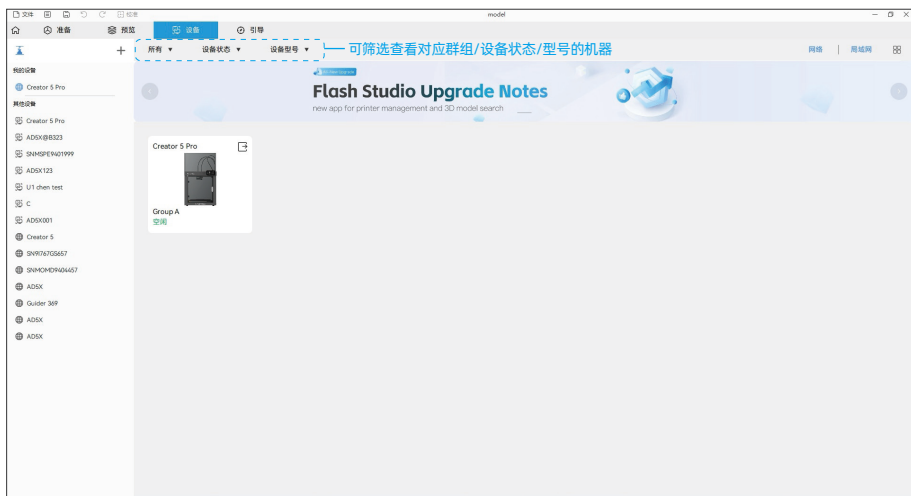 文件 校准 model
准备 预览 设备 引导
所有 ▼ 设备状态 ▼ 设备型号 ▼ 可筛选查看对应群组/设备状态/型号的机器 网络 | 局域网
我的设备
Creator 5 Pro
其他设备
Creator 5 Pro
AD5X@B323
SNMSPE9401999
AD5X123
U1 chen test
C
AD5X001
Creator 5
SN9I767GS657
SNMOMD9404457
AD5X
Guider 369
AD5X
AD5X
Flash Studio Upgrade Notes
new app for printer management and 3D model search
Creator 5 Pro
Group A
空闲